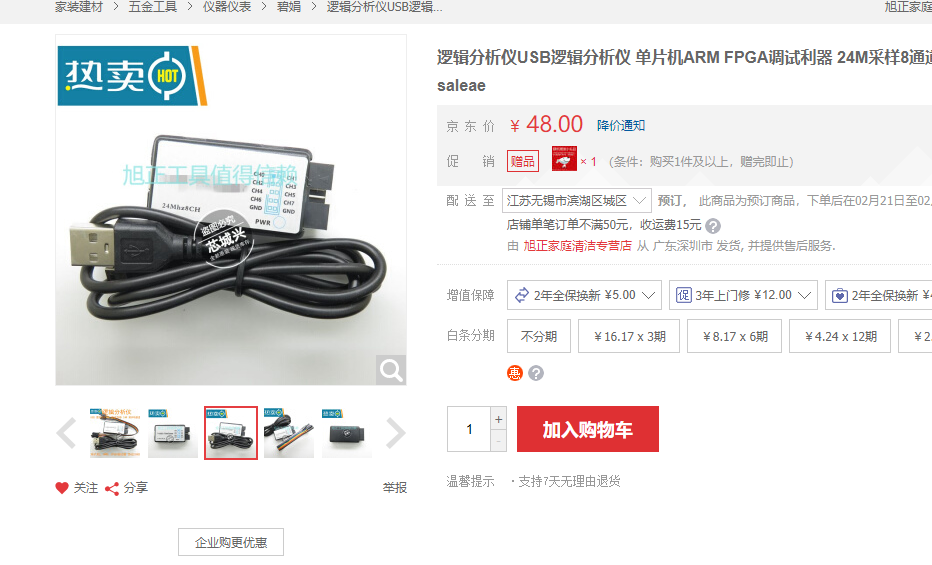 家装建材 > 五金工具 > 仪器仪表 > 碧娟 > 逻辑分析仪USB逻辑...
旭正家庭
热卖 HOT
旭正工具值得信赖
CH0 CH1
CH2 CH3
CH4 CH5
CH6 CH7
GND GND
24Mhz8CH
PWR
盗图必究
芯城兴
逻辑分析仪USB逻辑分析仪 单片机ARM FPGA调试利器 24M采样8通道
saleae
京东价 ￥48.00 降价通知
促销 赠品 × 1 （条件：购买1件及以上，赠完即止）
配送至 江苏无锡市滨湖区城区 预订， 此商品为预订商品，下单后在02月21日至02
店铺单笔订单不满50元，收运费15元 ?
由 旭正家庭清洁专营店 从 广东深圳市 发货, 并提供售后服务.
增值保障 2年全保换新 ¥5.00 促 3年上门修 ¥12.00 2年全保换新 ¥4
白条分期 不分期 ￥16.17 x 3期 ￥8.17 x 6期 ￥4.24 x 12期 ￥2.
惠 ?
1 + -
加入购物车
温馨提示 ·支持7天无理由退货
关注 分享 举报
企业购更优惠